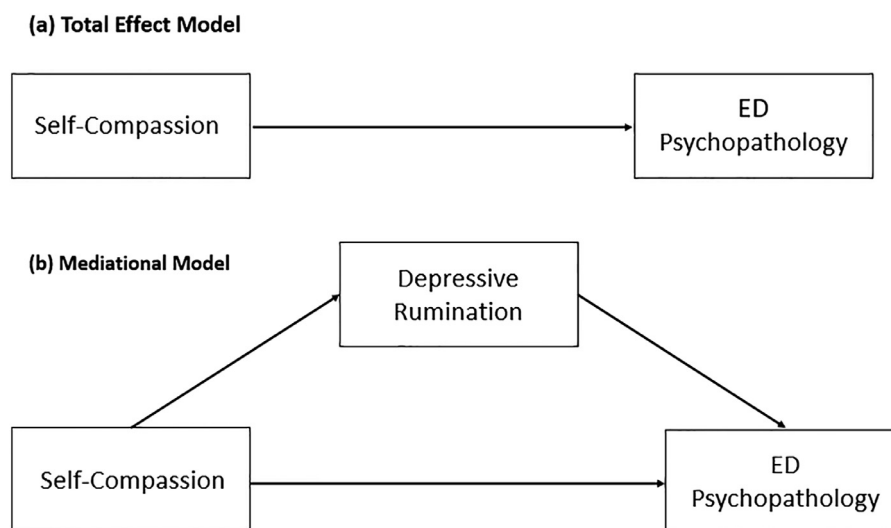 (a) Total Effect Model
Self-Compassion
ED
Psychopathology
(b) Mediational Model
Depressive
Rumination
Self-Compassion
ED
Psychopathology